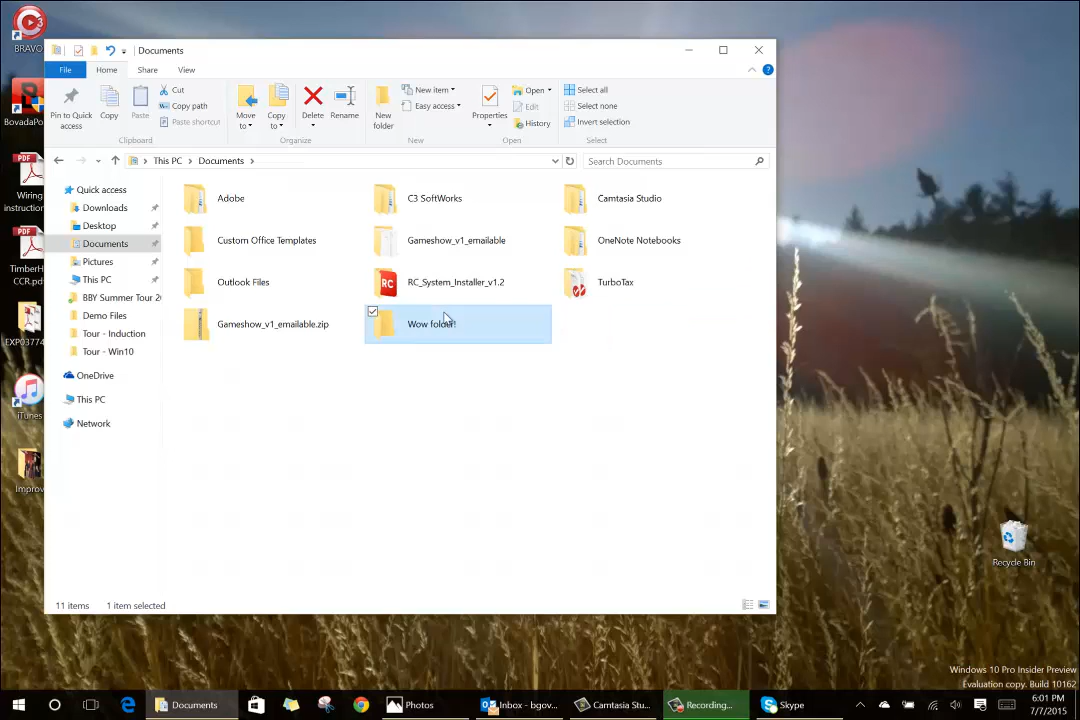 BRAVO
BovadaPo
PDF
Wiring
instruction
PDF
TimberH
CCR.pdf
EXP03774
iTunes
Improv
Documents
File
Home
Share
View
Pin to Quick
access
Copy
Paste
Cut
Copy path
Paste shortcut
Clipboard
Move
to
Copy
to
Delete
Rename
Organize
New
folder
New item
Easy access
New
Properties
Open
Edit
History
Open
Select all
Select none
Invert selection
Select
This PC
Documents
Search Documents
Quick access
Downloads
Desktop
Documents
Pictures
This PC
BBY Summer Tour 2
Demo Files
Tour - Induction
Tour - Win10
OneDrive
This PC
Network
Adobe
C3 SoftWorks
Camtasia Studio
Custom Office Templates
Gameshow_v1_emailable
OneNote Notebooks
Outlook Files
RC
RC_System_Installer_v1.2
TurboTax
Gameshow_v1_emailable.zip
Wow folder!
11 items
1 item selected
Recycle Bin
Windows 10 Pro Insider Preview
Evaluation copy. Build 10162
Documents
Photos
Inbox - bgov...
Camtasia Stu...
Recording...
Skype
6:01 PM
7/7/2015